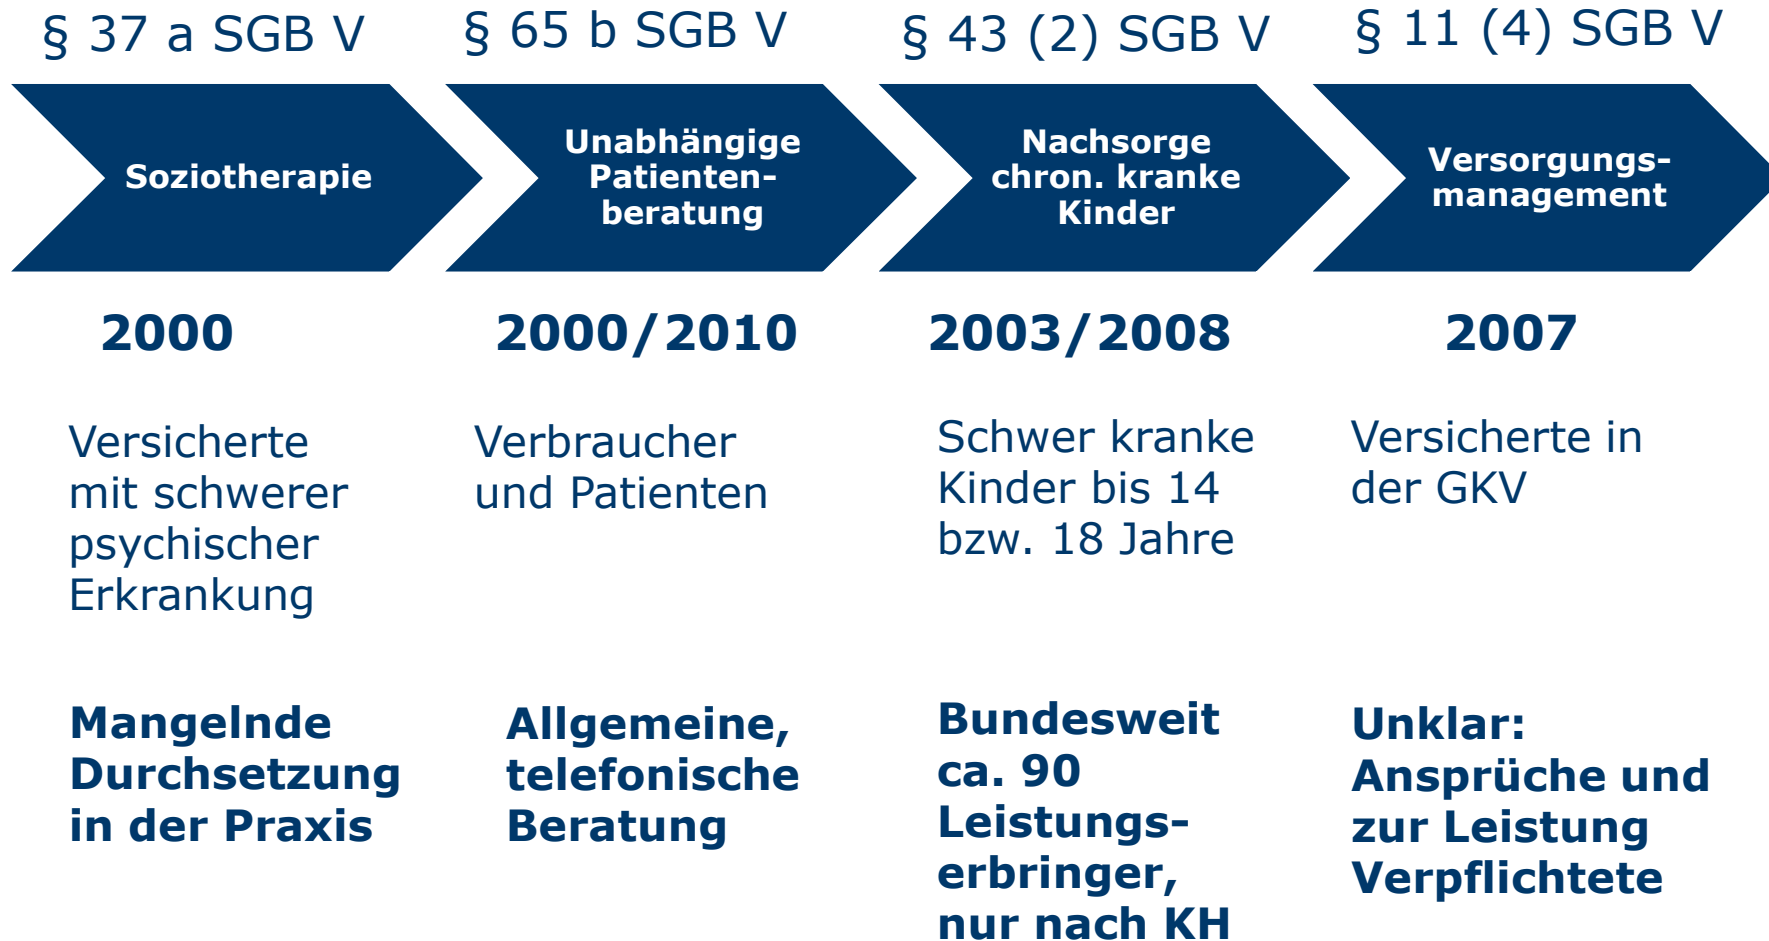 § 37 a SGB V
§ 65 b SGB V
§ 43 (2) SGB V
§ 11 (4) SGB V
Soziotherapie
Unabhängige
Patienten-
beratung
Nachsorge
chron. kranke
Kinder
Versorgungs-
management
2000
2000/2010
2003/2008
2007
Versicherte
mit schwerer
psychischer
Erkrankung
Verbraucher
und Patienten
Schwer kranke
Kinder bis 14
bzw. 18 Jahre
Versicherte in
der GKV
Mangelnde
Durchsetzung
in der Praxis
Allgemeine,
telefonische
Beratung
Bundesweit
ca. 90
Leistungs-
erbringer,
nur nach KH
Unklar:
Ansprüche und
zur Leistung
Verpflichtete